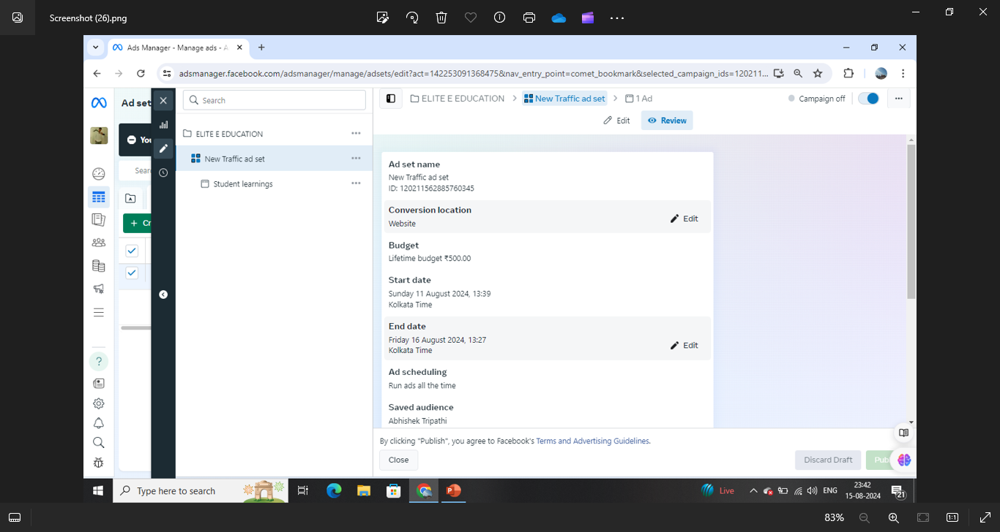 Screenshot (26).png
Ads Manager - Manage ads - A
adsmanager.facebook.com/adsmanager/manage/adsets/edit?act=142253091368475&nav_entry_point=comet_bookmark&selected_campaign_ids=120211...
Ad set
Search
ELITE E EDUCATION
New Traffic ad set
1 Ad
Campaign off
Edit
Review
You
ELITE E EDUCATION
New Traffic ad set
Student learnings
Sear
Cr
Ad set name
New Traffic ad set
ID: 120211562885760345
Conversion location
Website
Edit
Budget
Lifetime budget ₹500.00
Start date
Sunday 11 August 2024, 13:39
Kolkata Time
End date
Friday 16 August 2024, 13:27
Kolkata Time
Edit
Ad scheduling
Run ads all the time
Saved audience
Abhishek Tripathi
By clicking "Publish", you agree to Facebook's Terms and Advertising Guidelines.
Close
Discard Draft
Pub
Type here to search
Live
ENG
23:42
15-08-2024
21
83%